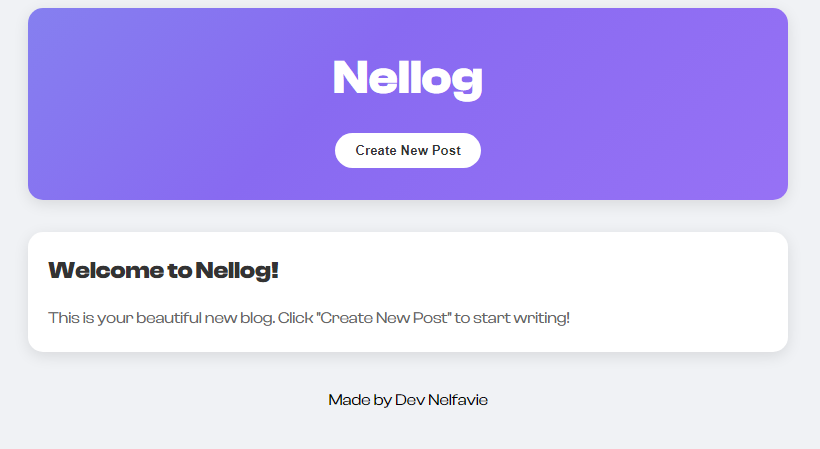 Nellog
Create New Post
Welcome to Nellog!
This is your beautiful new blog. Click "Create New Post" to start writing!
Made by Dev Nelfavie